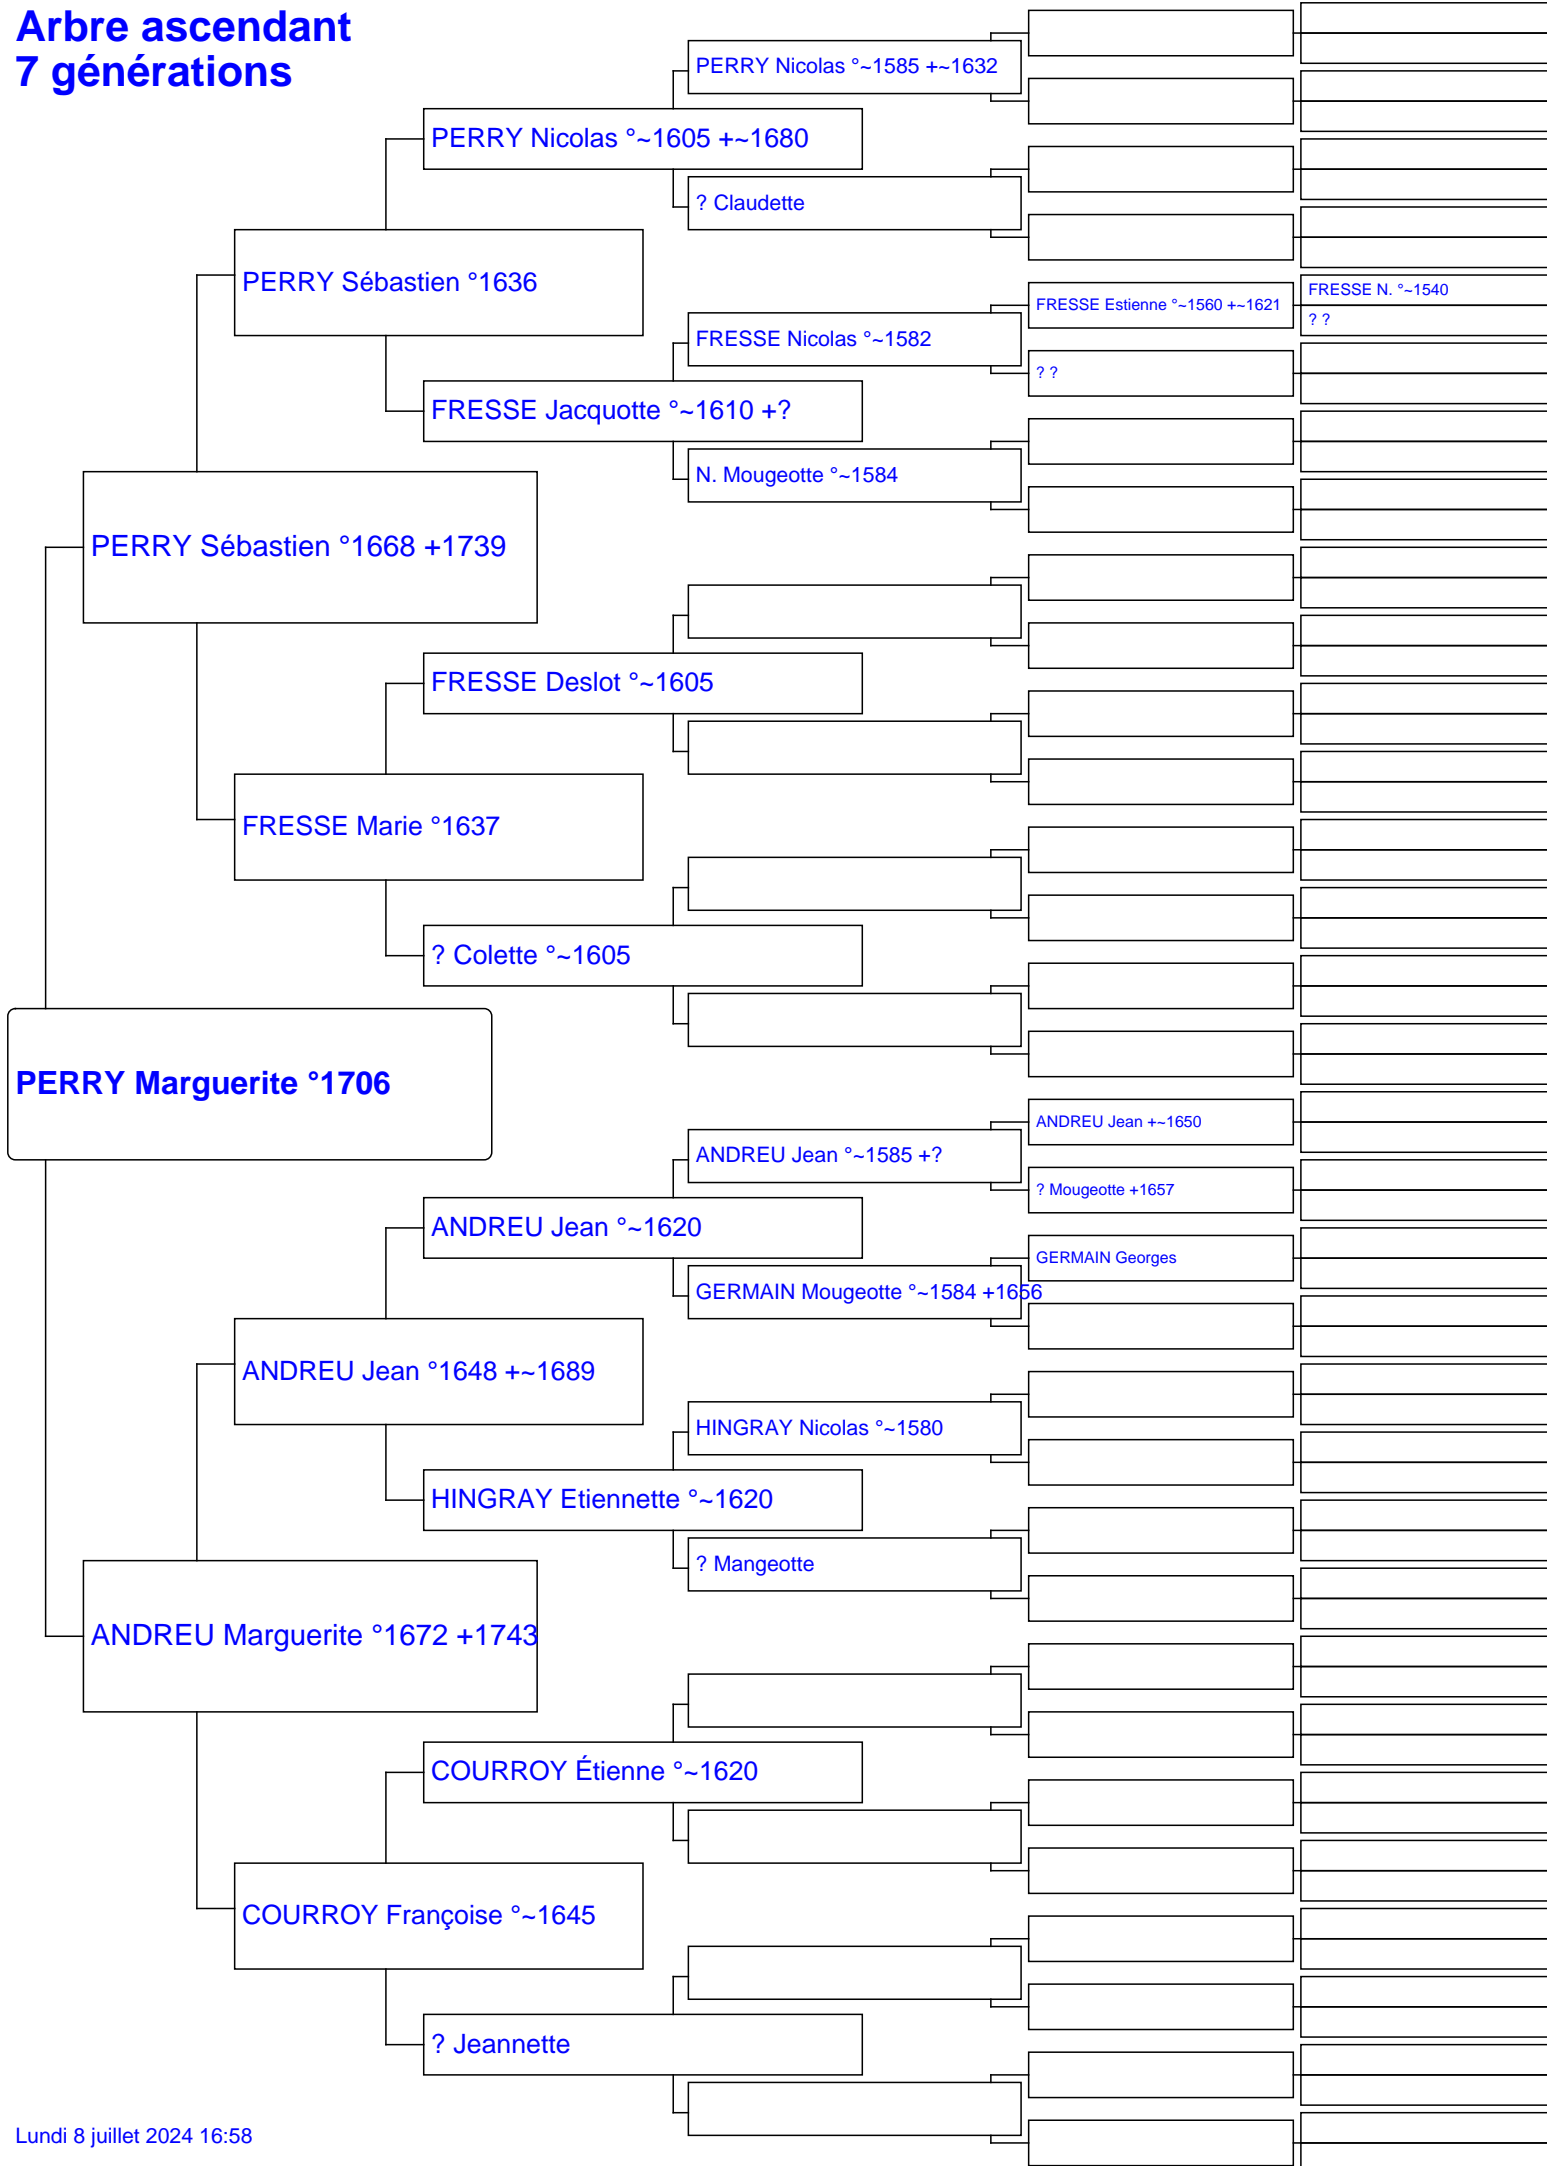 Arbre ascendant
7 générations
PERRY Nicolas °~1585 +~1632
PERRY Nicolas °~1605 +~1680
? Claudette
PERRY Sébastien °1636
FRESSE Estienne °~1560 +~1621
FRESSE N. °~1540
? ?
FRESSE Nicolas °~1582
? ?
FRESSE Jacquotte °~1610 +?
N. Mougeotte °~1584
PERRY Sébastien °1668 +1739
FRESSE Deslot °~1605
FRESSE Marie °1637
? Colette °~1605
PERRY Marguerite °1706
ANDREU Jean +~1650
ANDREU Jean °~1585 +?
? Mougeotte +1657
ANDREU Jean °~1620
GERMAIN Georges
GERMAIN Mougeotte °~1584 +1656
ANDREU Jean °1648 +~1689
HINGRAY Nicolas °~1580
HINGRAY Etiennette °~1620
? Mangeotte
ANDREU Marguerite °1672 +1743
COURROY Étienne °~1620
COURROY Françoise °~1645
? Jeannette
Lundi 8 juillet 2024 16:58